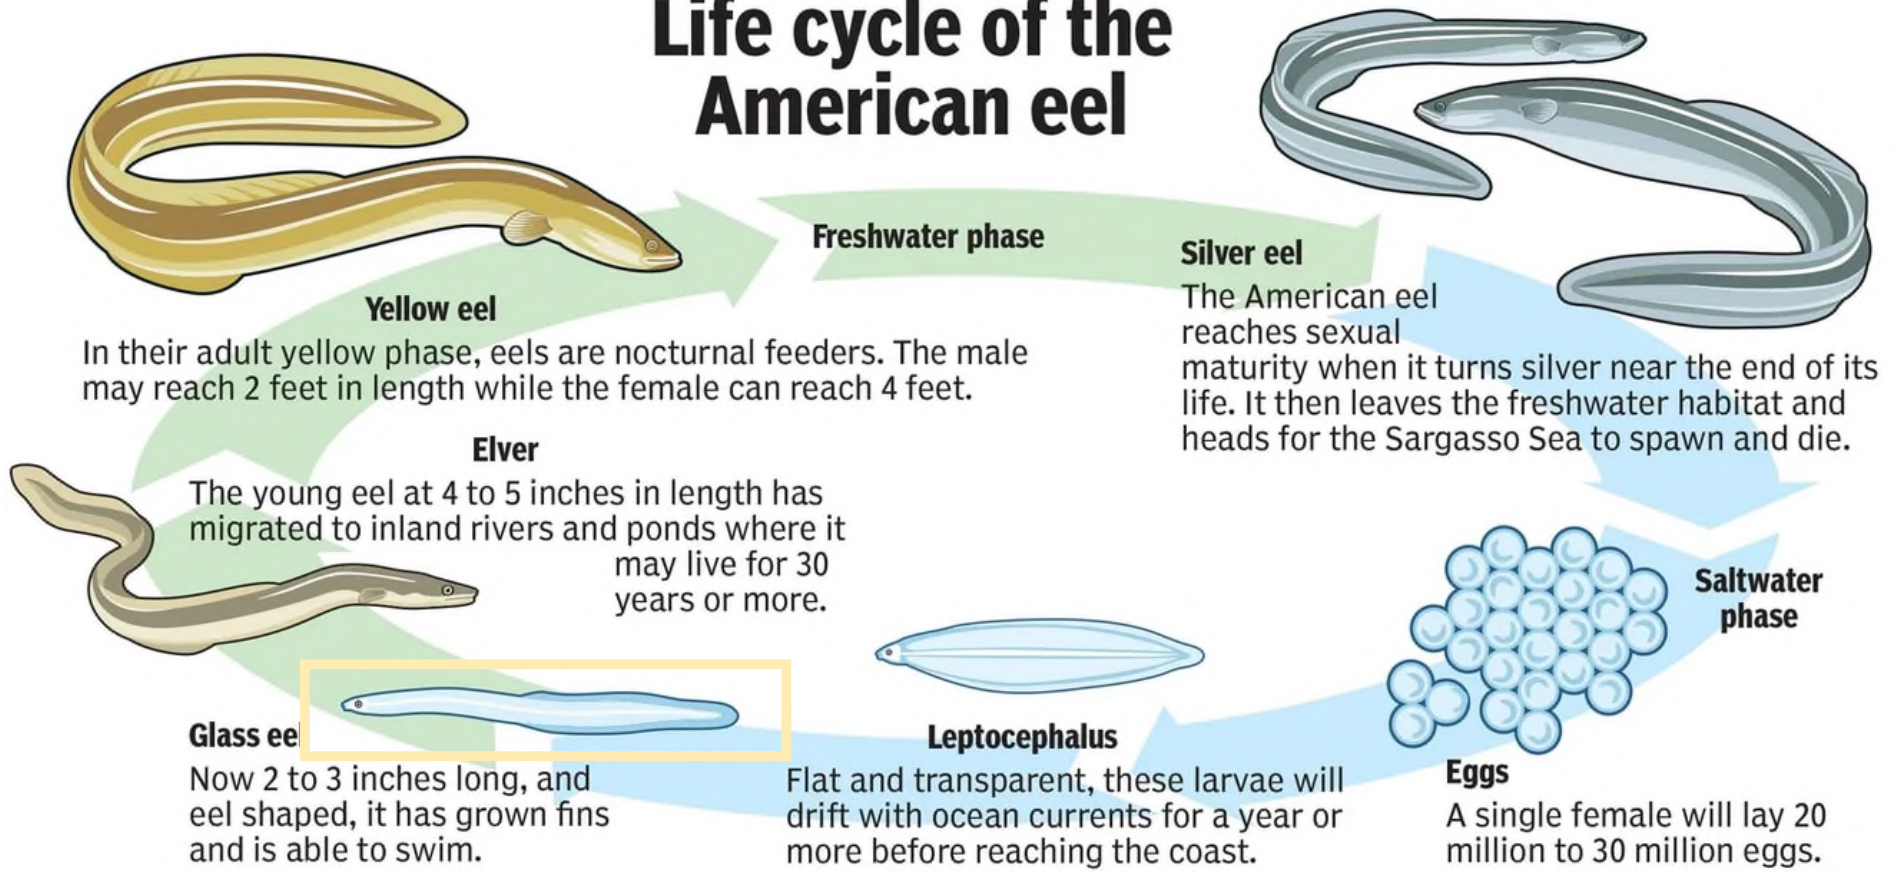 Life cycle of the
American eel
Freshwater phase
Yellow eel
In their adult yellow phase, eels are nocturnal feeders. The male
may reach 2 feet in length while the female can reach 4 feet.
Silver eel
The American eel
reaches sexual
maturity when it turns silver near the end of its
life. It then leaves the freshwater habitat and
heads for the Sargasso Sea to spawn and die.
Elver
The young eel at 4 to 5 inches in length has
migrated to inland rivers and ponds where it
may live for 30
years or more.
Saltwater
phase
Glass eel
Now 2 to 3 inches long, and
eel shaped, it has grown fins
and is able to swim.
Leptocephalus
Flat and transparent, these larvae will
drift with ocean currents for a year or
more before reaching the coast.
Eggs
A single female will lay 20
million to 30 million eggs.